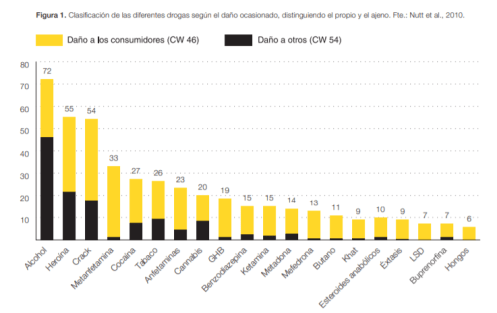 Figura 1. Clasificación de las diferentes drogas según el daño ocasionado, distinguiendo el propio y el ajeno. Fte.: Nutt et al., 2010.
Daño a los consumidores (CW 46) Daño a otros (CW 54)
80
70
60
50
40
30
20
10
72 55 54 33 27 26 23 20 19 15 15 14 13 11 9 10 9 7 7 6
Alcohol
Heroína
Crack
Metanfetamina
Cocaína
Tabaco
Anfetaminas
Cannabis
GHB
Benzodiazepina
Ketamina
Metadona
Mefedrona
Butano
Khat
Esteroides anabólicos
Éxtasis
LSD
Buprenorfina
Hongos